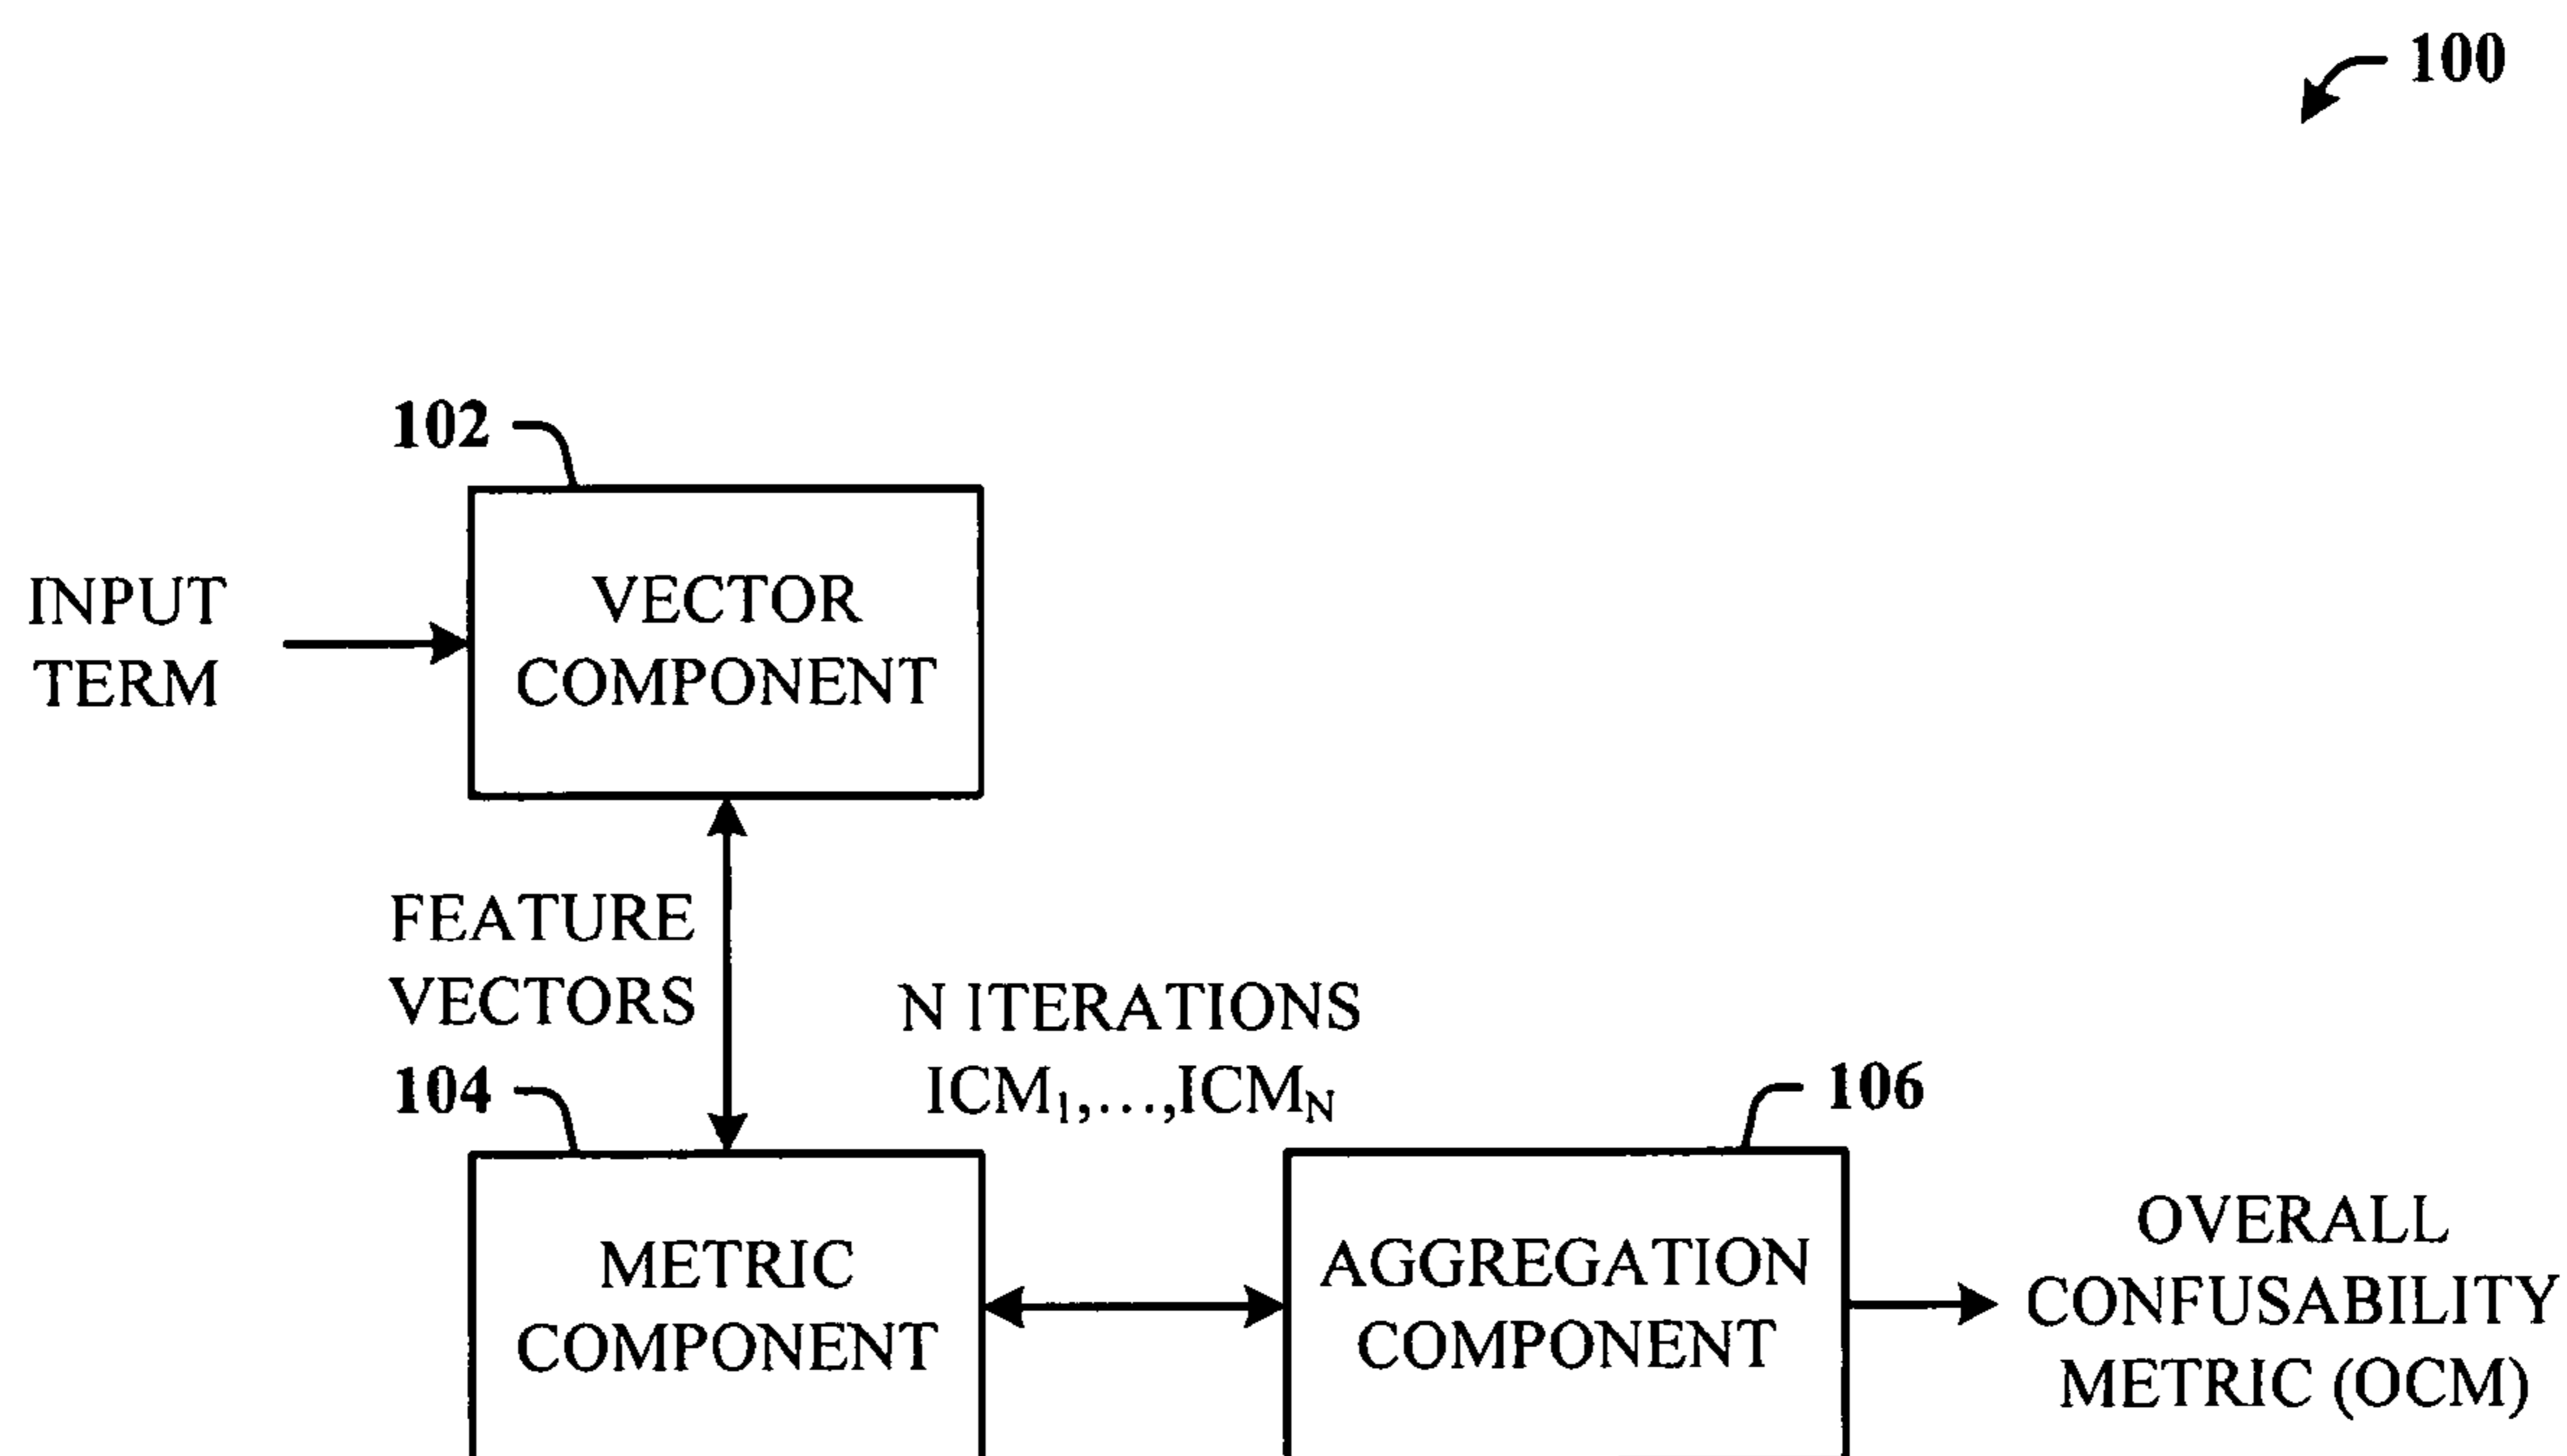 100
102
INPUT
TERM
VECTOR
COMPONENT
FEATURE
VECTORS
N ITERATIONS
ICM₁,…,ICM_N
104
106
METRIC
COMPONENT
AGGREGATION
COMPONENT
OVERALL
CONFUSABILITY
METRIC (OCM)